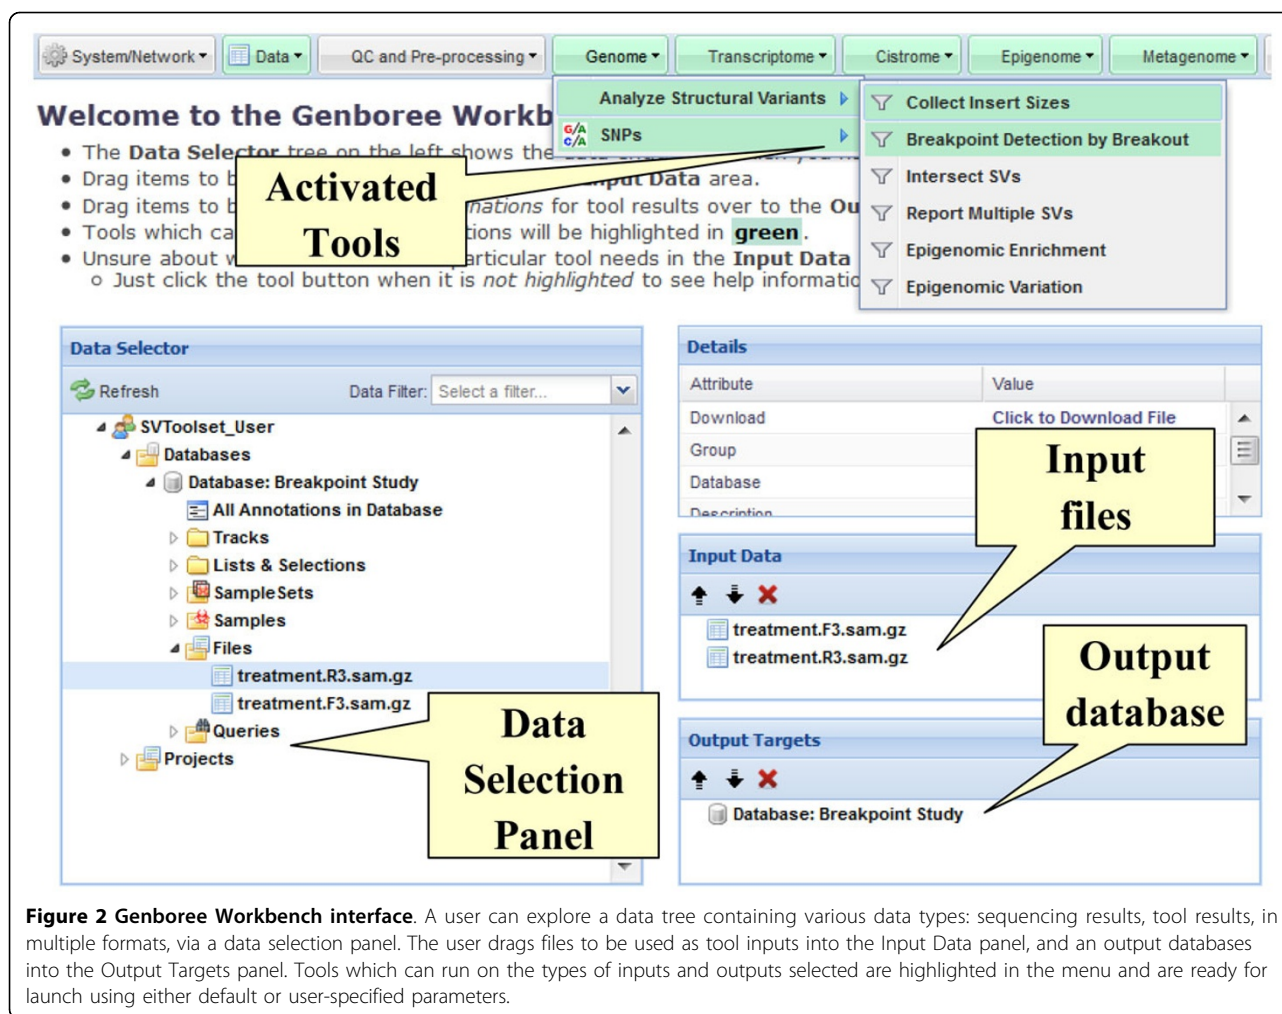 System/Network
Data
QC and Pre-processing
Genome
Transcriptome
Cistrome
Epigenome
Metagenome
Analyze Structural Variants
G/A
C/A
SNPs
Collect Insert Sizes
Breakpoint Detection by Breakout
Intersect SVs
Report Multiple SVs
Epigenomic Enrichment
Epigenomic Variation
Welcome to the Genboree Workb
• The Data Selector tree on the left shows the
• Drag items to b nput Data area.
• Drag items to b nations for tool results over to the Ou
• Tools which ca tions will be highlighted in green.
• Unsure about w particular tool needs in the Input Data
o Just click the tool button when it is not highlighted to see help informatio
Activated
Tools
Data Selector
Refresh
Data Filter: Select a filter...
SVToolset_User
Databases
Database: Breakpoint Study
All Annotations in Database
Tracks
Lists & Selections
SampleSets
Samples
Files
treatment.R3.sam.gz
treatment.F3.sam.gz
Queries
Projects
Data
Selection
Panel
Details
Attribute Value
Download Click to Download File
Group
Database
Description
Input
files
Input Data
treatment.F3.sam.gz
treatment.R3.sam.gz
Output
database
Output Targets
Database: Breakpoint Study
Figure 2 Genboree Workbench interface. A user can explore a data tree containing various data types: sequencing results, tool results, in
multiple formats, via a data selection panel. The user drags files to be used as tool inputs into the Input Data panel, and an output databases
into the Output Targets panel. Tools which can run on the types of inputs and outputs selected are highlighted in the menu and are ready for
launch using either default or user-specified parameters.